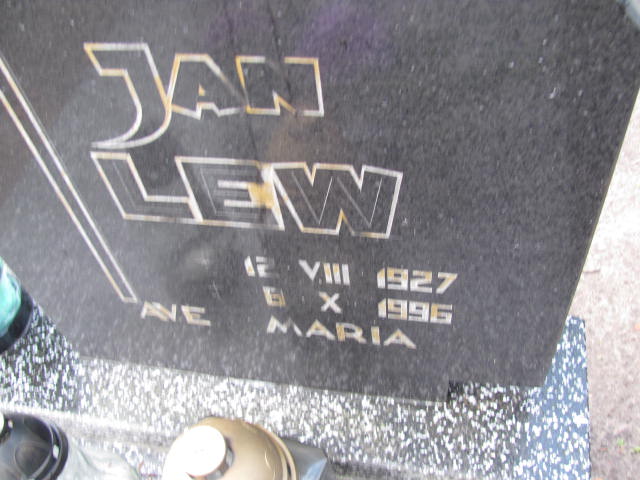 JAN
LEW
12 VIII 1927
6 X 1996
AVE MARIA